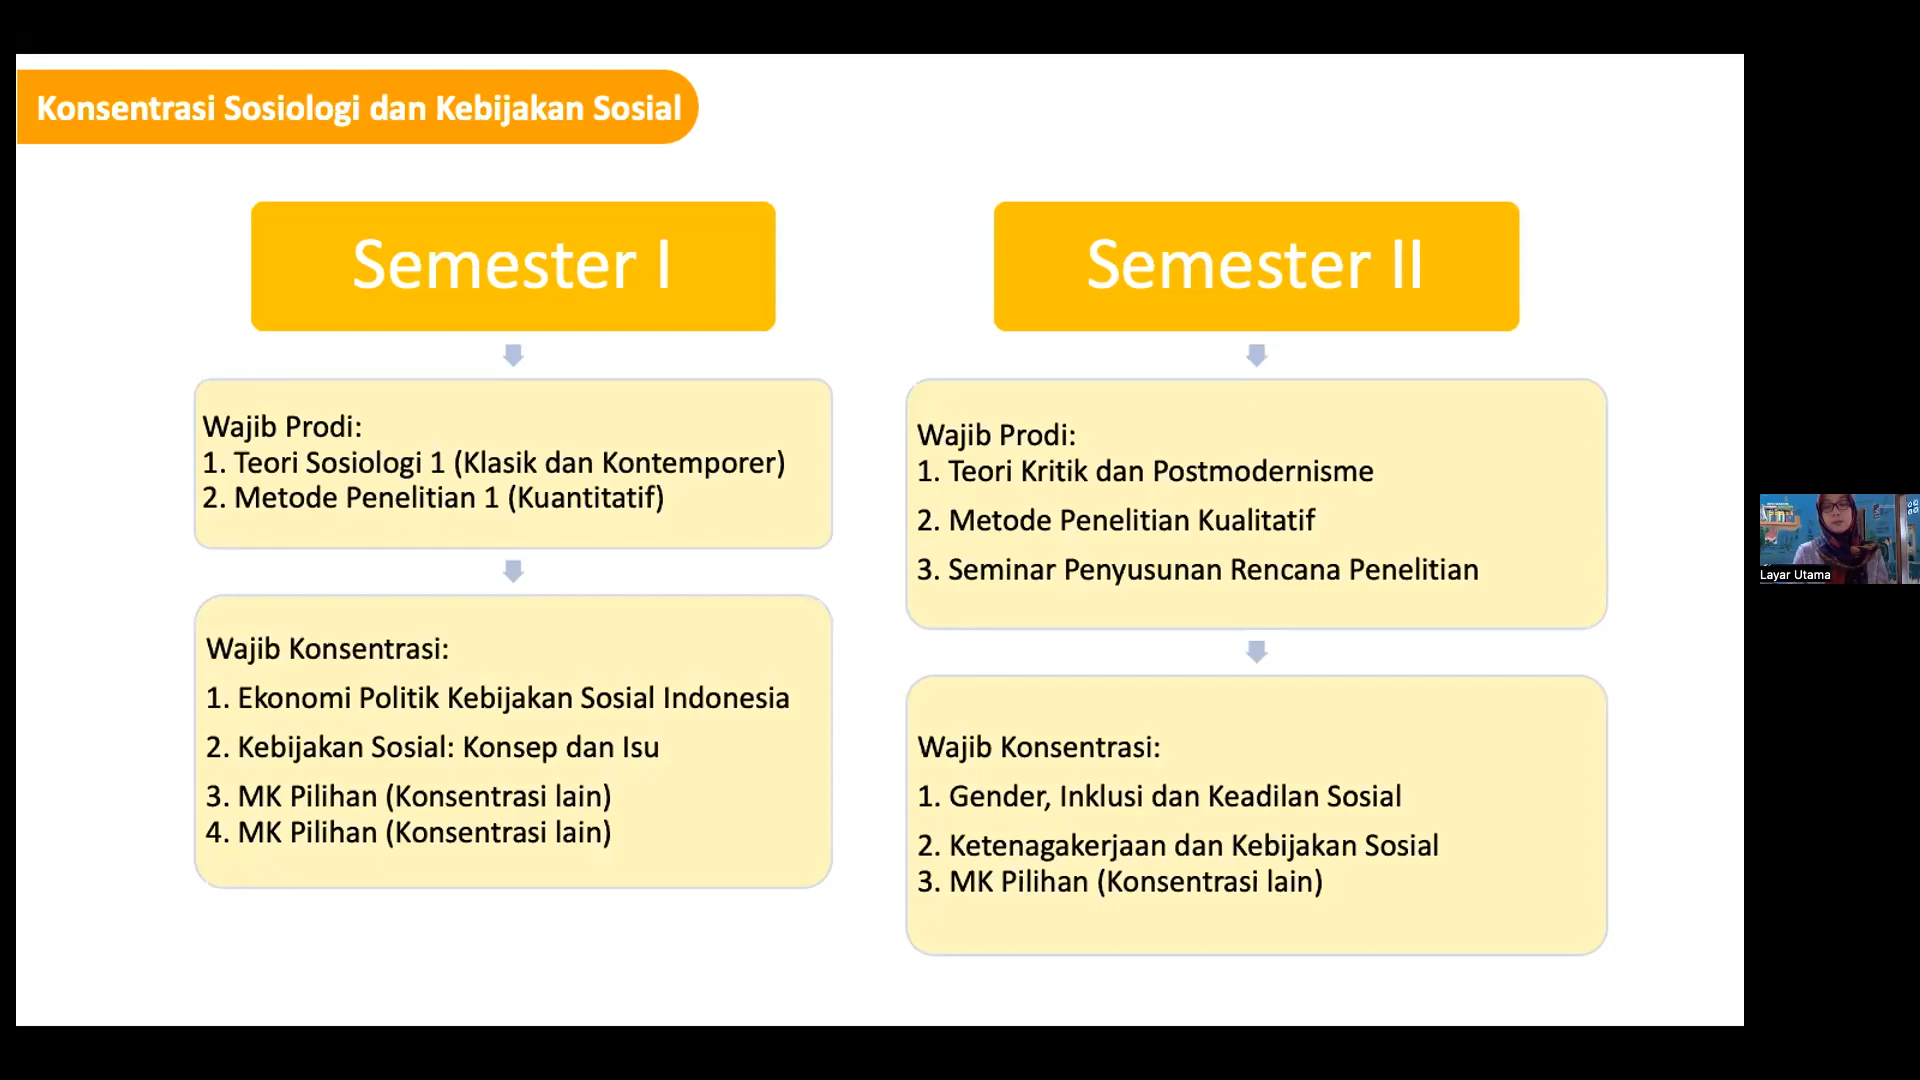 Konsentrasi Sosiologi dan Kebijakan Sosial
Semester I
Wajib Prodi:
1. Teori Sosiologi 1 (Klasik dan Kontemporer)
2. Metode Penelitian 1 (Kuantitatif)
Wajib Konsentrasi:
1. Ekonomi Politik Kebijakan Sosial Indonesia
2. Kebijakan Sosial: Konsep dan Isu
3. MK Pilihan (Konsentrasi lain)
4. MK Pilihan (Konsentrasi lain)
Semester II
Wajib Prodi:
1. Teori Kritik dan Postmodernisme
2. Metode Penelitian Kualitatif
3. Seminar Penyusunan Rencana Penelitian
Wajib Konsentrasi:
1. Gender, Inklusi dan Keadilan Sosial
2. Ketenagakerjaan dan Kebijakan Sosial
3. MK Pilihan (Konsentrasi lain)
Layar Utama